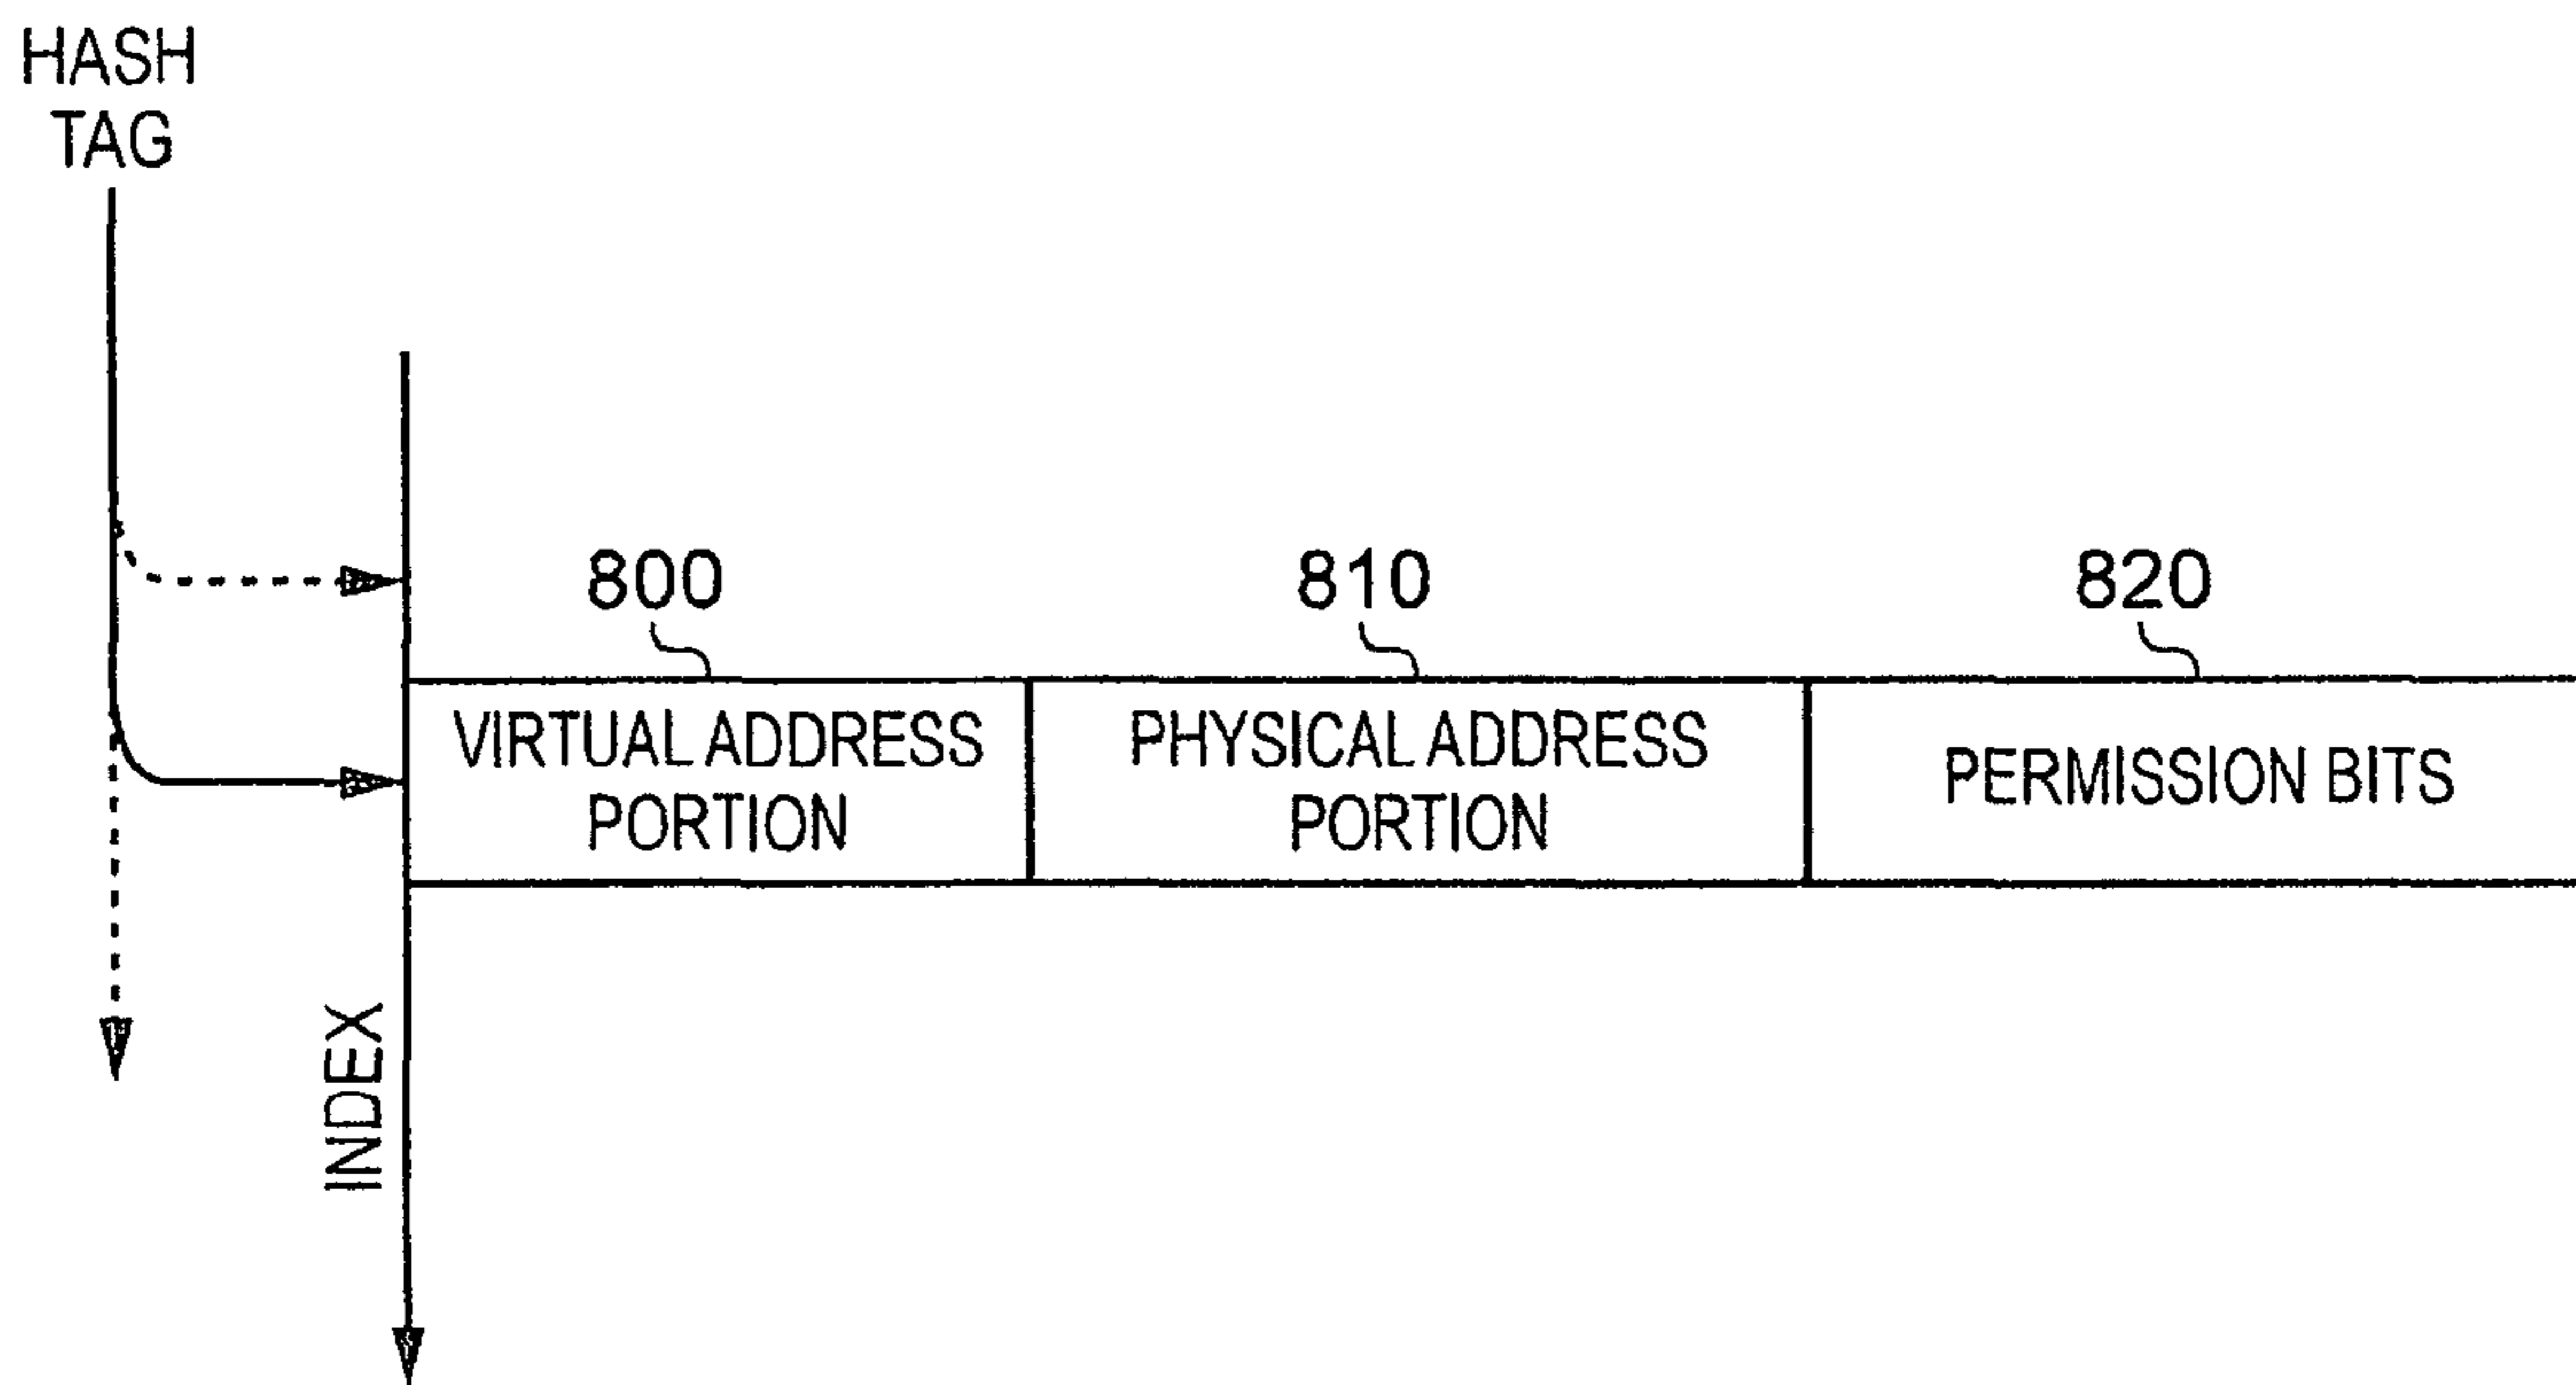 HASH
TAG
800
810
820
VIRTUAL ADDRESS
PORTION
PHYSICAL ADDRESS
PORTION
PERMISSION BITS
INDEX